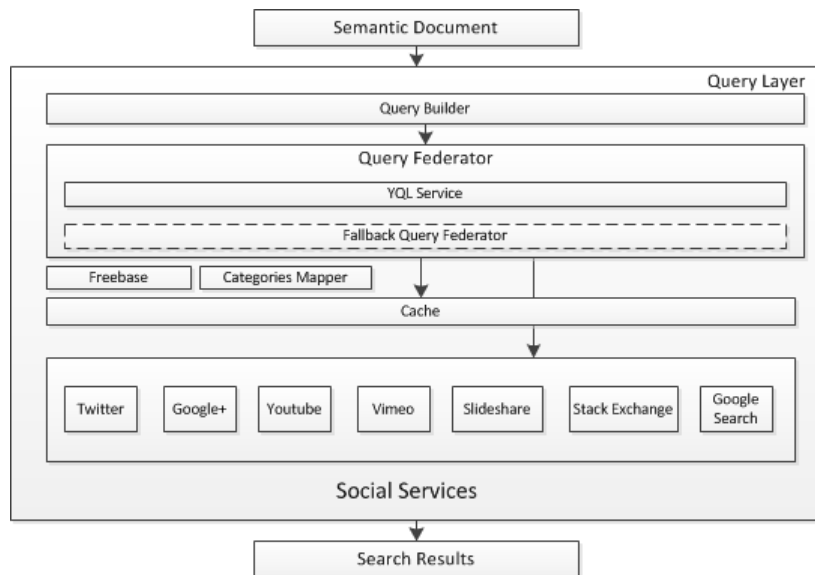 Semantic Document
Query Layer
Query Builder
Query Federator
YQL Service
Fallback Query Federator
Freebase
Categories Mapper
Cache
Twitter
Google+
Youtube
Vimeo
Slideshare
Stack Exchange
Google
Search
Social Services
Search Results